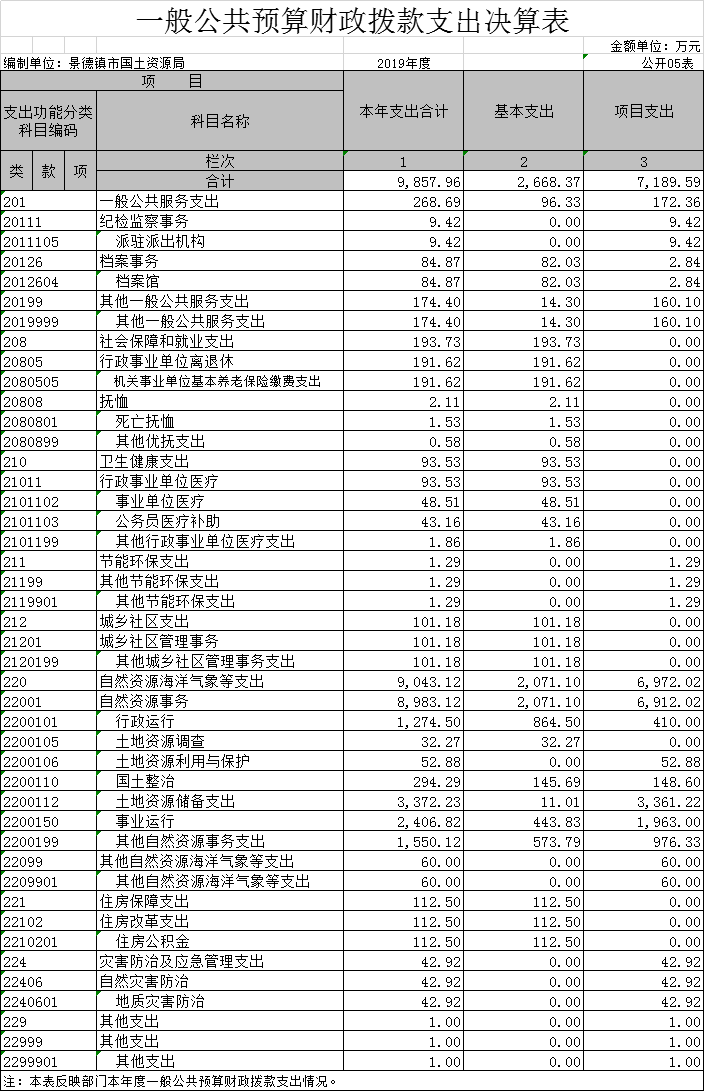 一般公共预算财政拨款支出决算表
金额单位：万元
编制单位：景德镇市国土资源局 2019年度 公开05表
项 目 本年支出合计 基本支出 项目支出
支出功能分类科目编码 科目名称
类 款 项 栏次 1 2 3
合计 9,857.96 2,668.37 7,189.59
201 一般公共服务支出 268.69 96.33 172.36
20111 纪检监察事务 9.42 0.00 9.42
2011105 派驻派出机构 9.42 0.00 9.42
20126 档案事务 84.87 82.03 2.84
2012604 档案馆 84.87 82.03 2.84
20199 其他一般公共服务支出 174.40 14.30 160.10
2019999 其他一般公共服务支出 174.40 14.30 160.10
208 社会保障和就业支出 193.73 193.73 0.00
20805 行政事业单位离退休 191.62 191.62 0.00
2080505 机关事业单位基本养老保险缴费支出 191.62 191.62 0.00
20808 抚恤 2.11 2.11 0.00
2080801 死亡抚恤 1.53 1.53 0.00
2080899 其他优抚支出 0.58 0.58 0.00
210 卫生健康支出 93.53 93.53 0.00
21011 行政事业单位医疗 93.53 93.53 0.00
2101102 事业单位医疗 48.51 48.51 0.00
2101103 公务员医疗补助 43.16 43.16 0.00
2101199 其他行政事业单位医疗支出 1.86 1.86 0.00
211 节能环保支出 1.29 0.00 1.29
21199 其他节能环保支出 1.29 0.00 1.29
2119901 其他节能环保支出 1.29 0.00 1.29
212 城乡社区支出 101.18 101.18 0.00
21201 城乡社区管理事务 101.18 101.18 0.00
2120199 其他城乡社区管理事务支出 101.18 101.18 0.00
220 自然资源海洋气象等支出 9,043.12 2,071.10 6,972.02
22001 自然资源事务 8,983.12 2,071.10 6,912.02
2200101 行政运行 1,274.50 864.50 410.00
2200105 土地资源调查 32.27 32.27 0.00
2200106 土地资源利用与保护 52.88 0.00 52.88
2200110 国土整治 294.29 145.69 148.60
2200112 土地资源储备支出 3,372.23 11.01 3,361.22
2200150 事业运行 2,406.82 443.83 1,963.00
2200199 其他自然资源事务支出 1,550.12 573.79 976.33
22099 其他自然资源海洋气象等支出 60.00 0.00 60.00
2209901 其他自然资源海洋气象等支出 60.00 0.00 60.00
221 住房保障支出 112.50 112.50 0.00
22102 住房改革支出 112.50 112.50 0.00
2210201 住房公积金 112.50 112.50 0.00
224 灾害防治及应急管理支出 42.92 0.00 42.92
22406 自然灾害防治 42.92 0.00 42.92
2240601 地质灾害防治 42.92 0.00 42.92
229 其他支出 1.00 0.00 1.00
22999 其他支出 1.00 0.00 1.00
2299901 其他支出 1.00 0.00 1.00
注：本表反映部门本年度一般公共预算财政拨款支出情况。